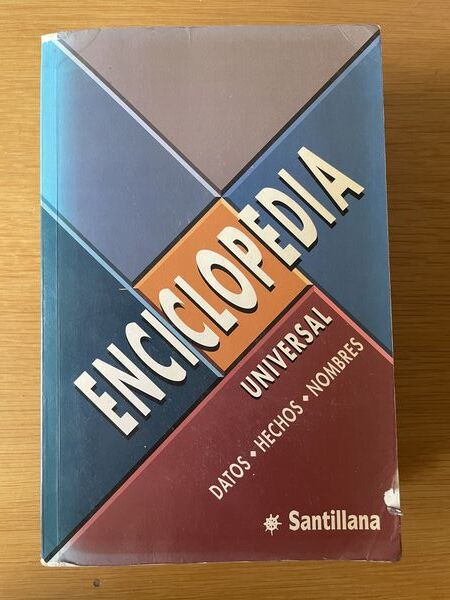 ENCICLOPEDIA
UNIVERSAL
DATOS • HECHOS • NOMBRES
Santillana